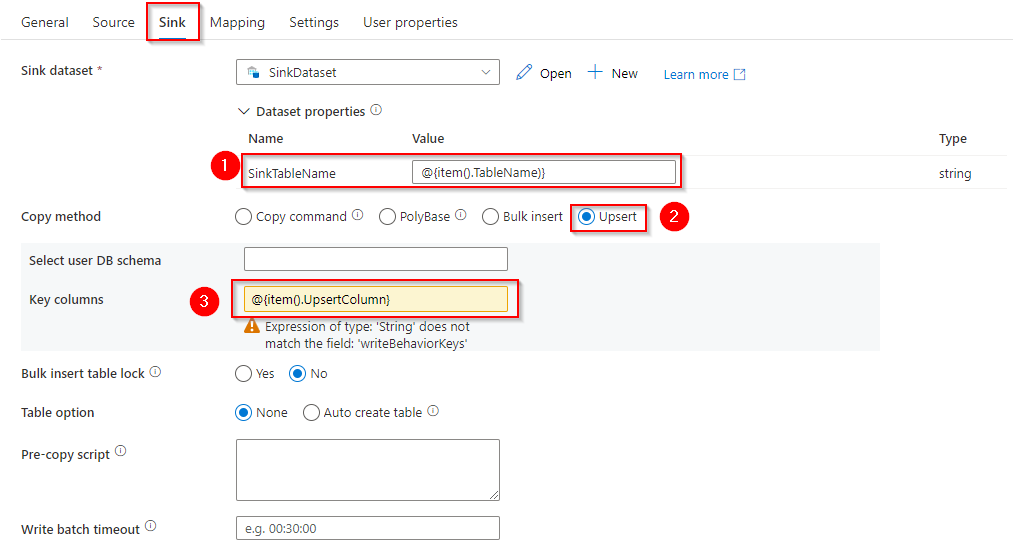 General Source Sink Mapping Settings User properties
Sink dataset * SinkDataset Open New Learn more
Dataset properties
Name Value Type
1 SinkTableName @{item().TableName)} string
Copy method Copy command PolyBase Bulk insert Upsert 2
Select user DB schema
Key columns 3 @{item().UpsertColumn}
Expression of type: 'String' does not
match the field: 'writeBehaviorKeys'
Bulk insert table lock Yes No
Table option None Auto create table
Pre-copy script
Write batch timeout e.g. 00:30:00